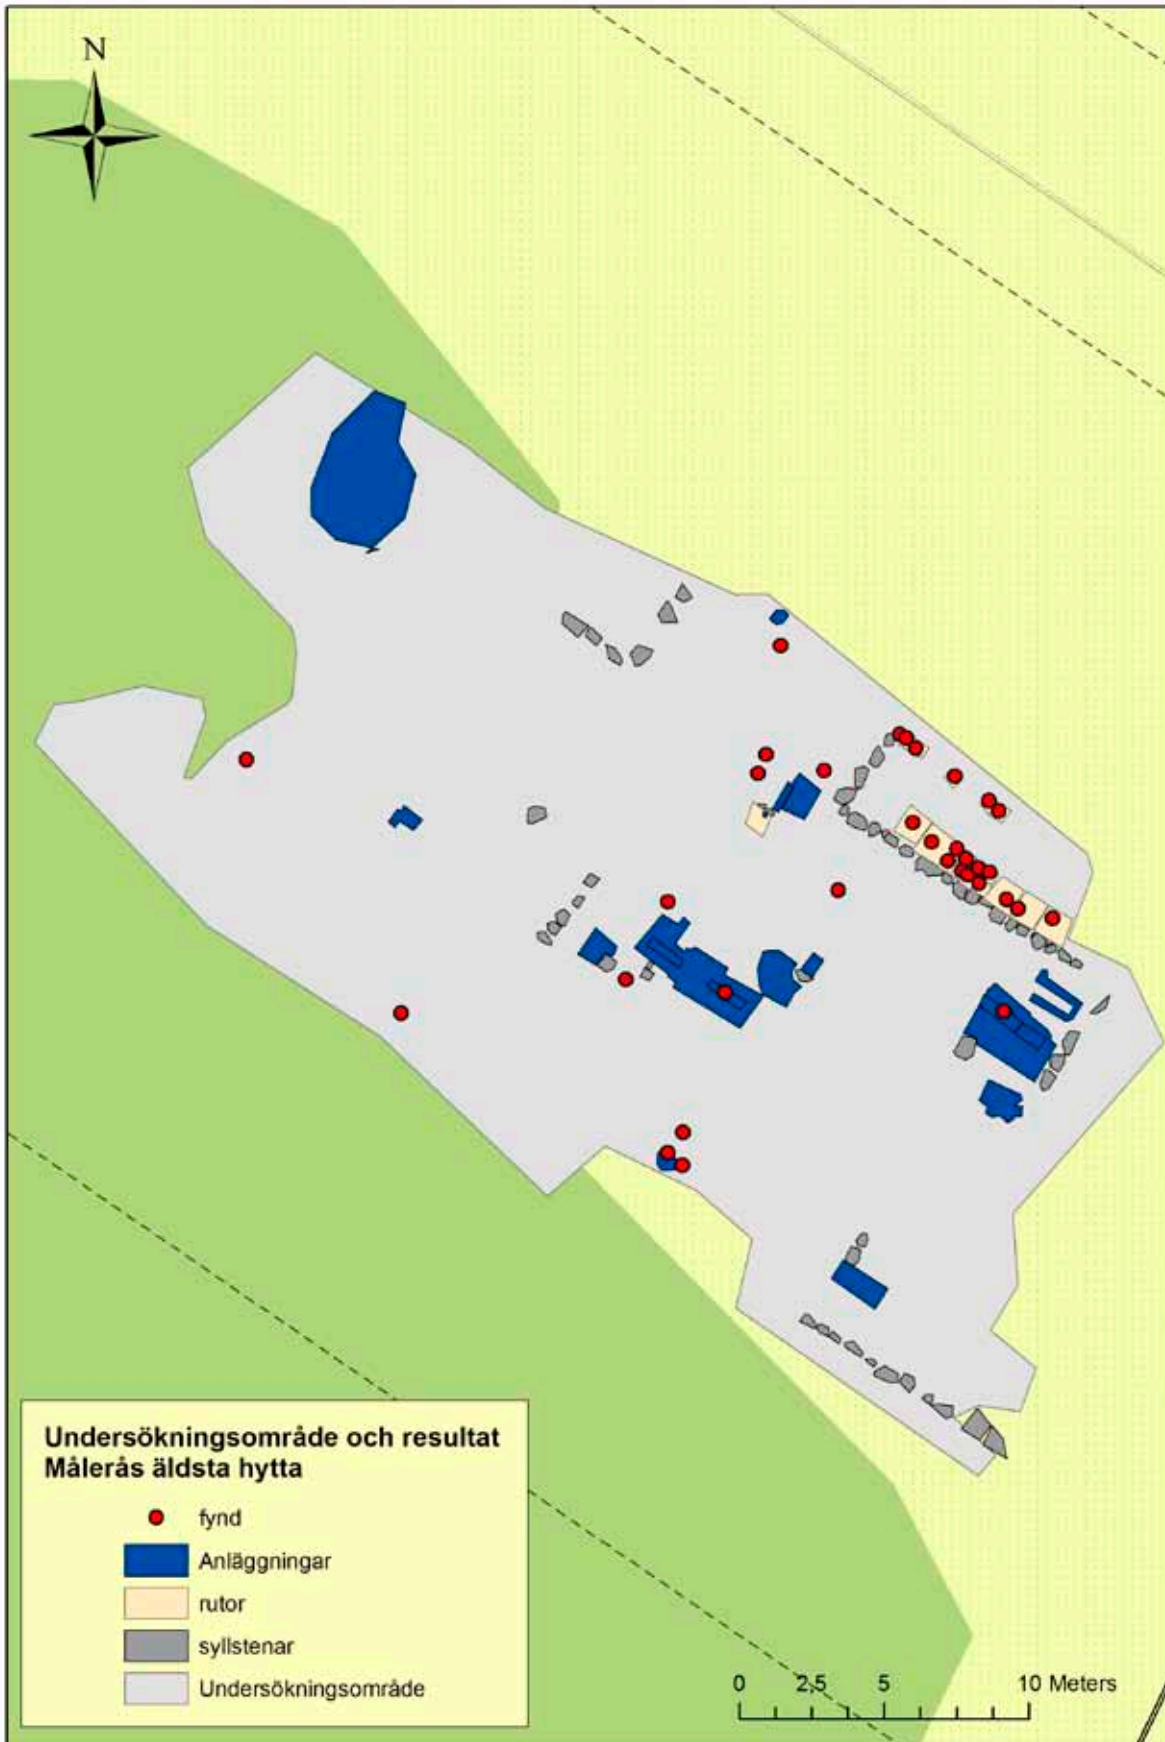 N
Undersökningsområde och resultat
Målerås äldsta hytta
fynd
Anläggningar
rutor
syllstenar
Undersökningsområde
0 2,5 5 10 Meters